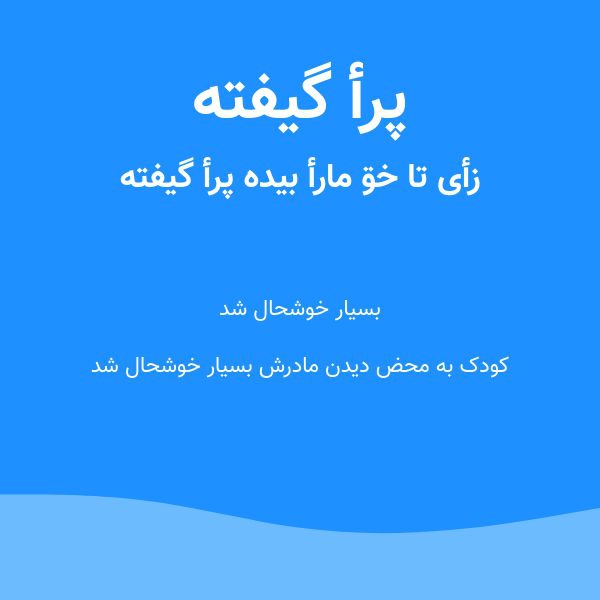 پرأ گیفته
زأی تا خۊ مارأ بیده پرأ گیفته
بسیار خوشحال شد
کودک به محض دیدن مادرش بسیار خوشحال شد